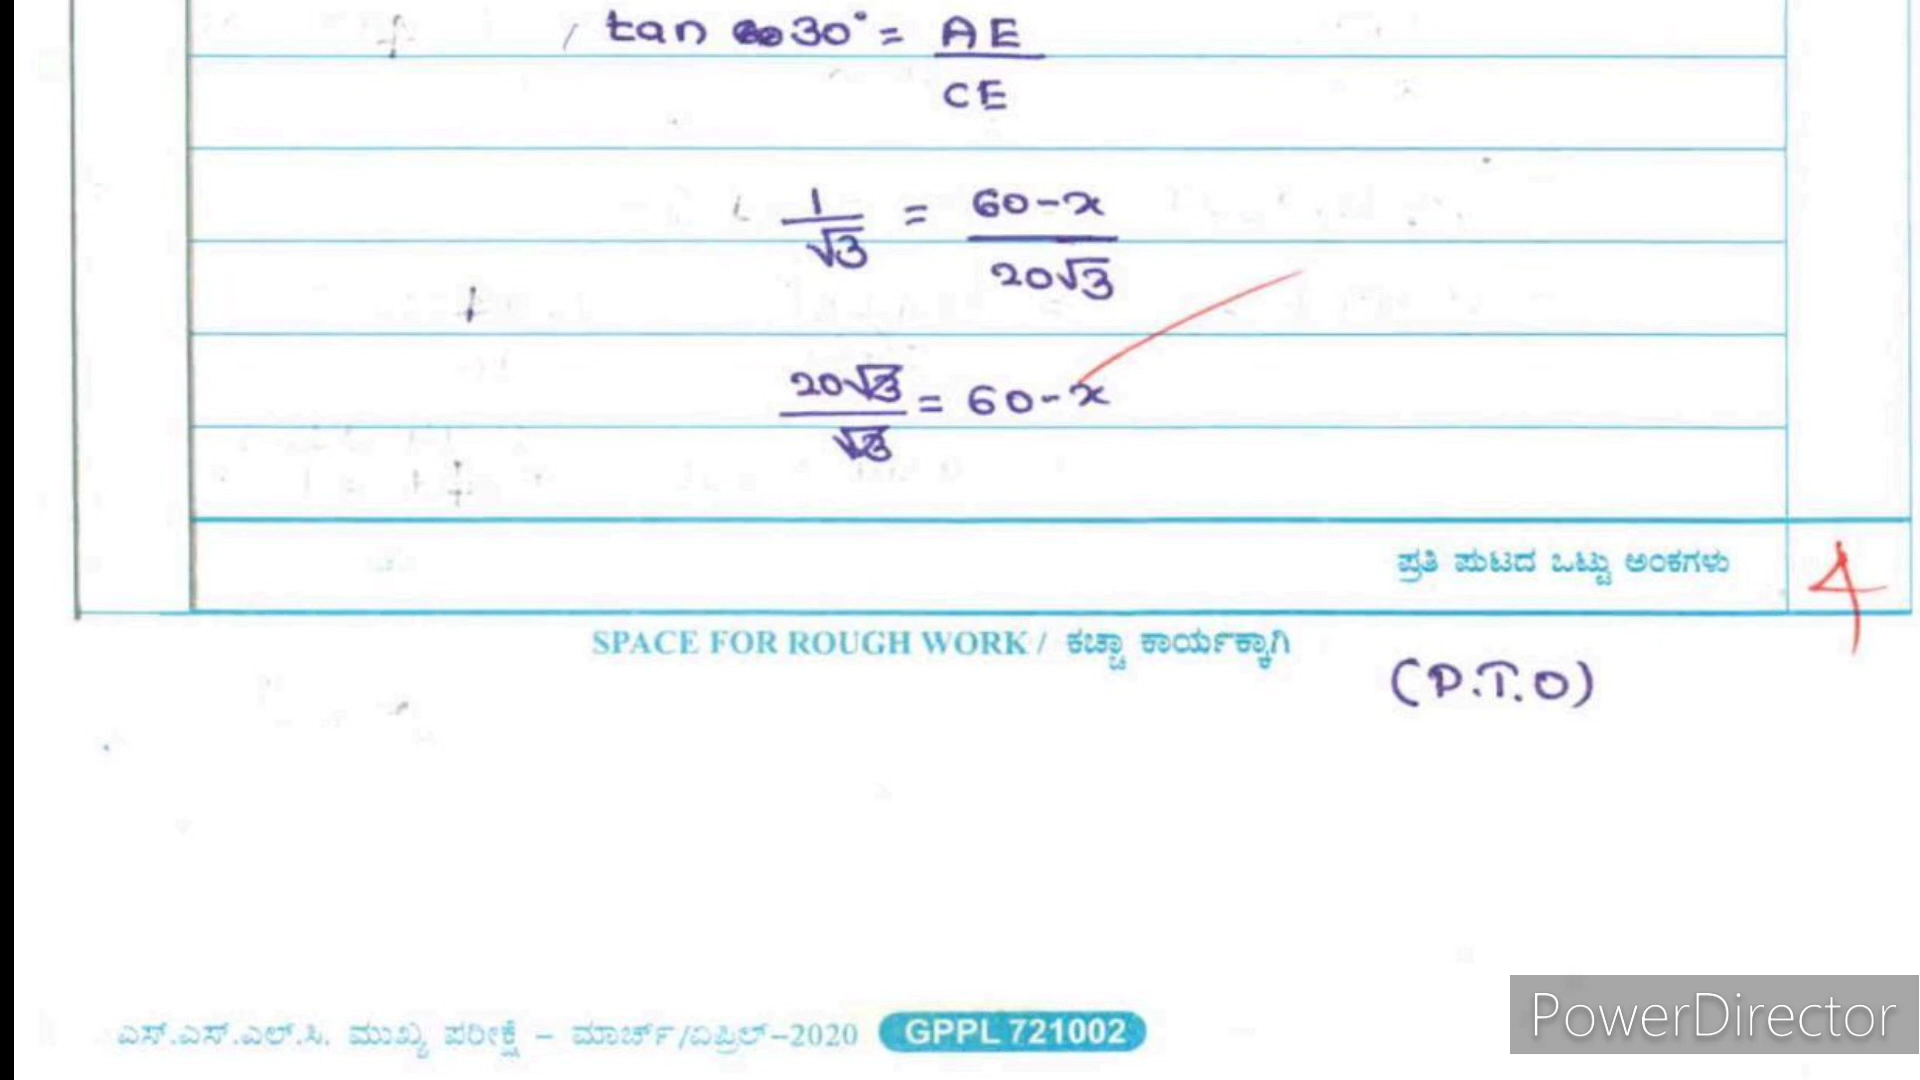 tan 30° = AE
CE
1/√3 = 60-x/20√3
20√3/√3 = 60-x
ಪ್ರತಿ ಪುಟದ ಒಟ್ಟು ಅಂಕಗಳು
4
SPACE FOR ROUGH WORK / ಕಚ್ಚಾ ಕಾರ್ಯಕ್ಕಾಗಿ
(P.T.O)
ಎಸ್.ಎಸ್.ಎಲ್.ಸಿ. ಮುಖ್ಯ ಪರೀಕ್ಷೆ – ಮಾರ್ಚ್/ಏಪ್ರಿಲ್–2020 GPPL 721002
PowerDirector